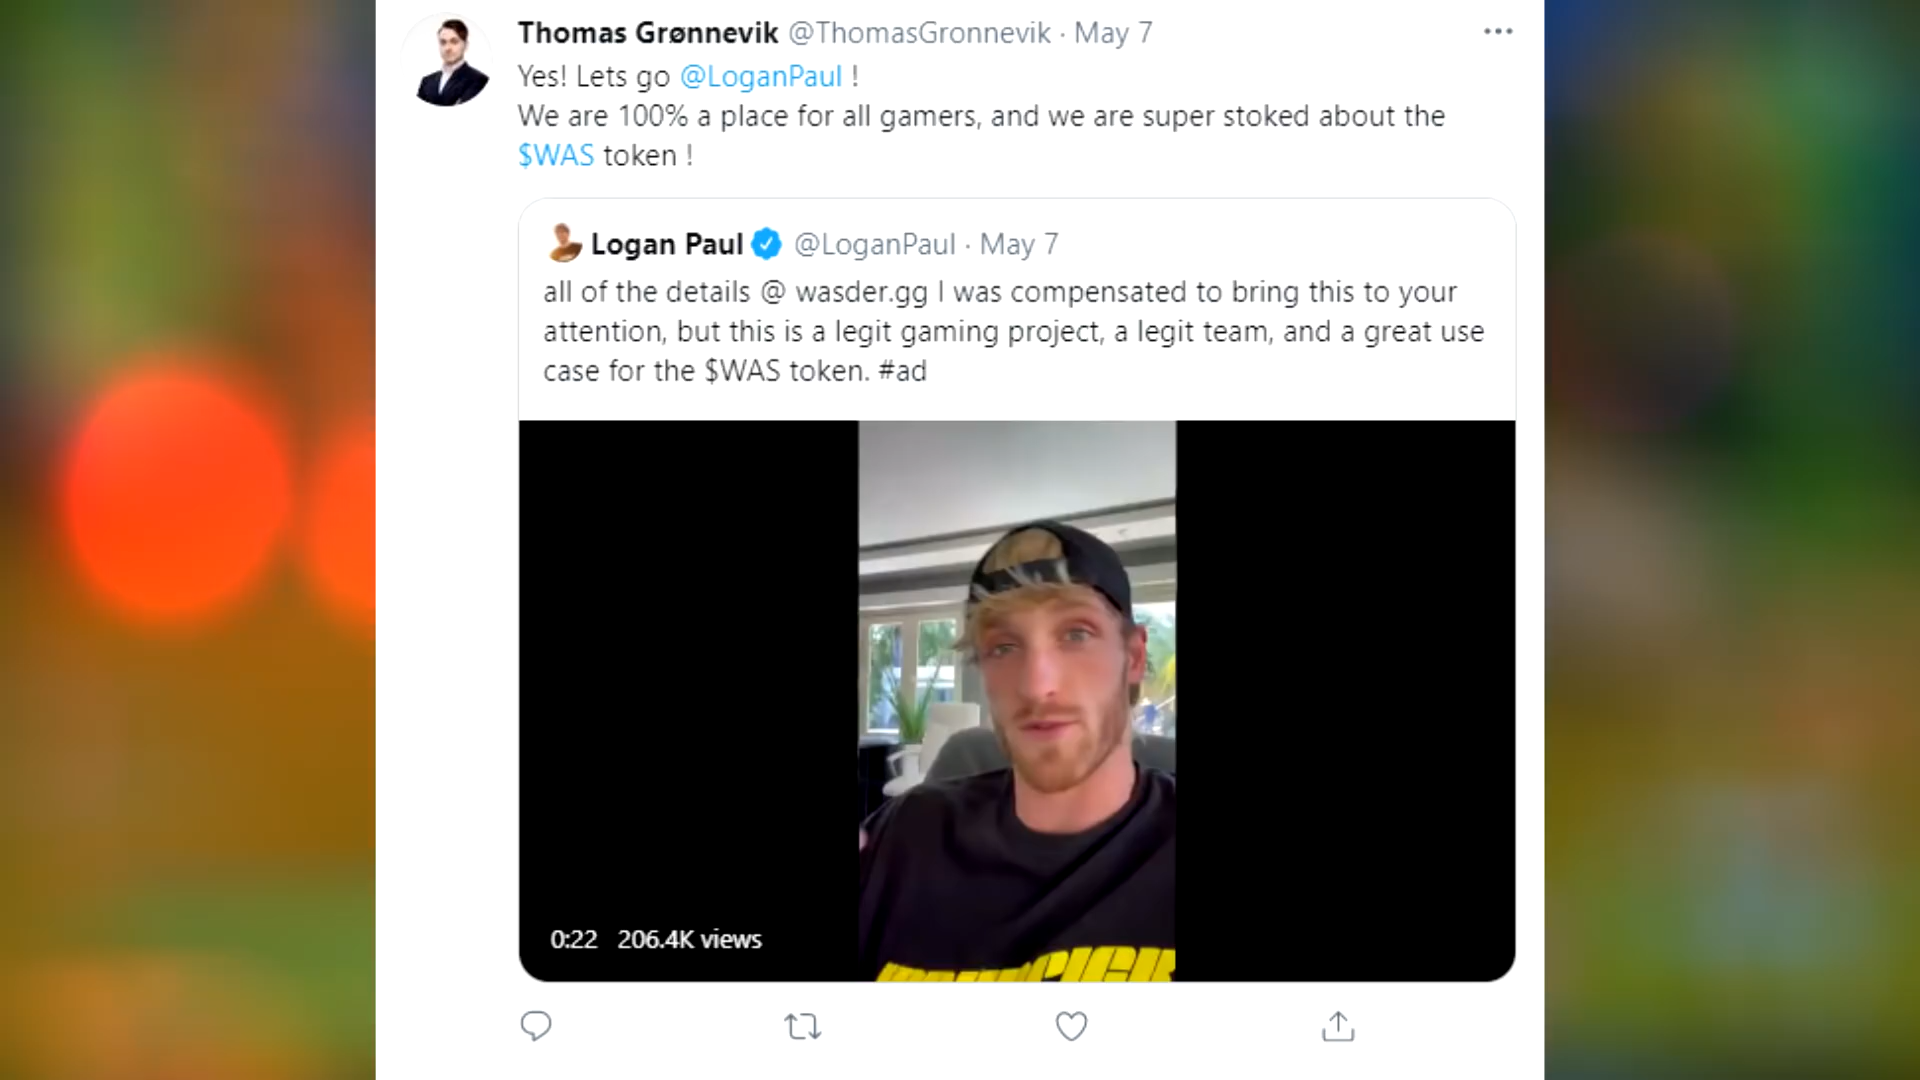 Thomas Grønnevik @ThomasGronnevik · May 7
Yes! Lets go @LoganPaul !
We are 100% a place for all gamers, and we are super stoked about the
$WAS token !
Logan Paul @LoganPaul · May 7
all of the details @ wasder.gg I was compensated to bring this to your
attention, but this is a legit gaming project, a legit team, and a great use
case for the $WAS token. #ad
0:22 206.4K views